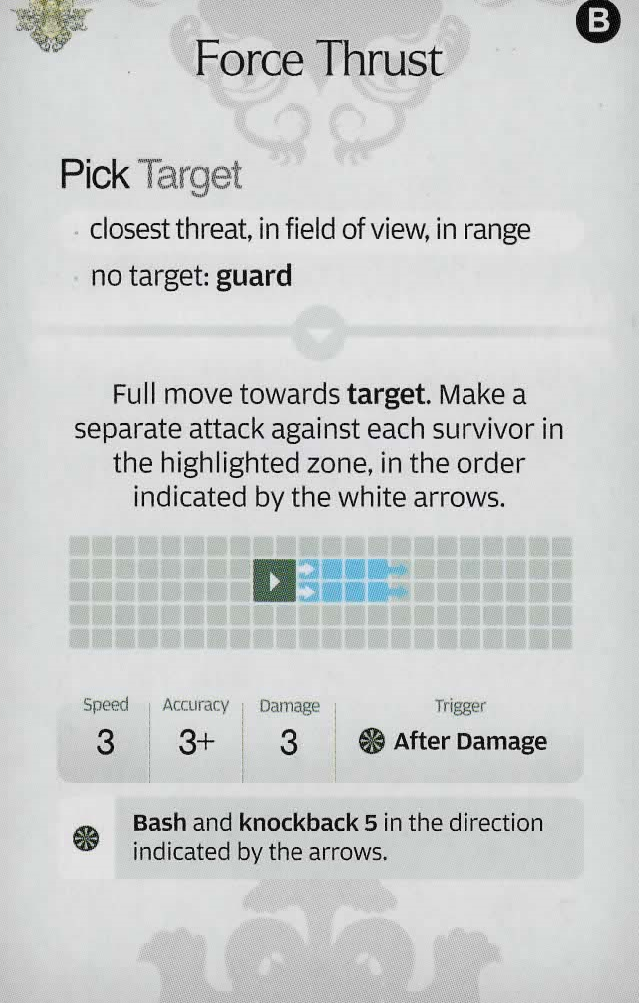 B
Force Thrust
Pick Target
· closest threat, in field of view, in range
· no target: guard
Full move towards target. Make a
separate attack against each survivor in
the highlighted zone, in the order
indicated by the white arrows.
Speed Accuracy Damage Trigger
3 3+ 3 After Damage
Bash and knockback 5 in the direction
indicated by the arrows.